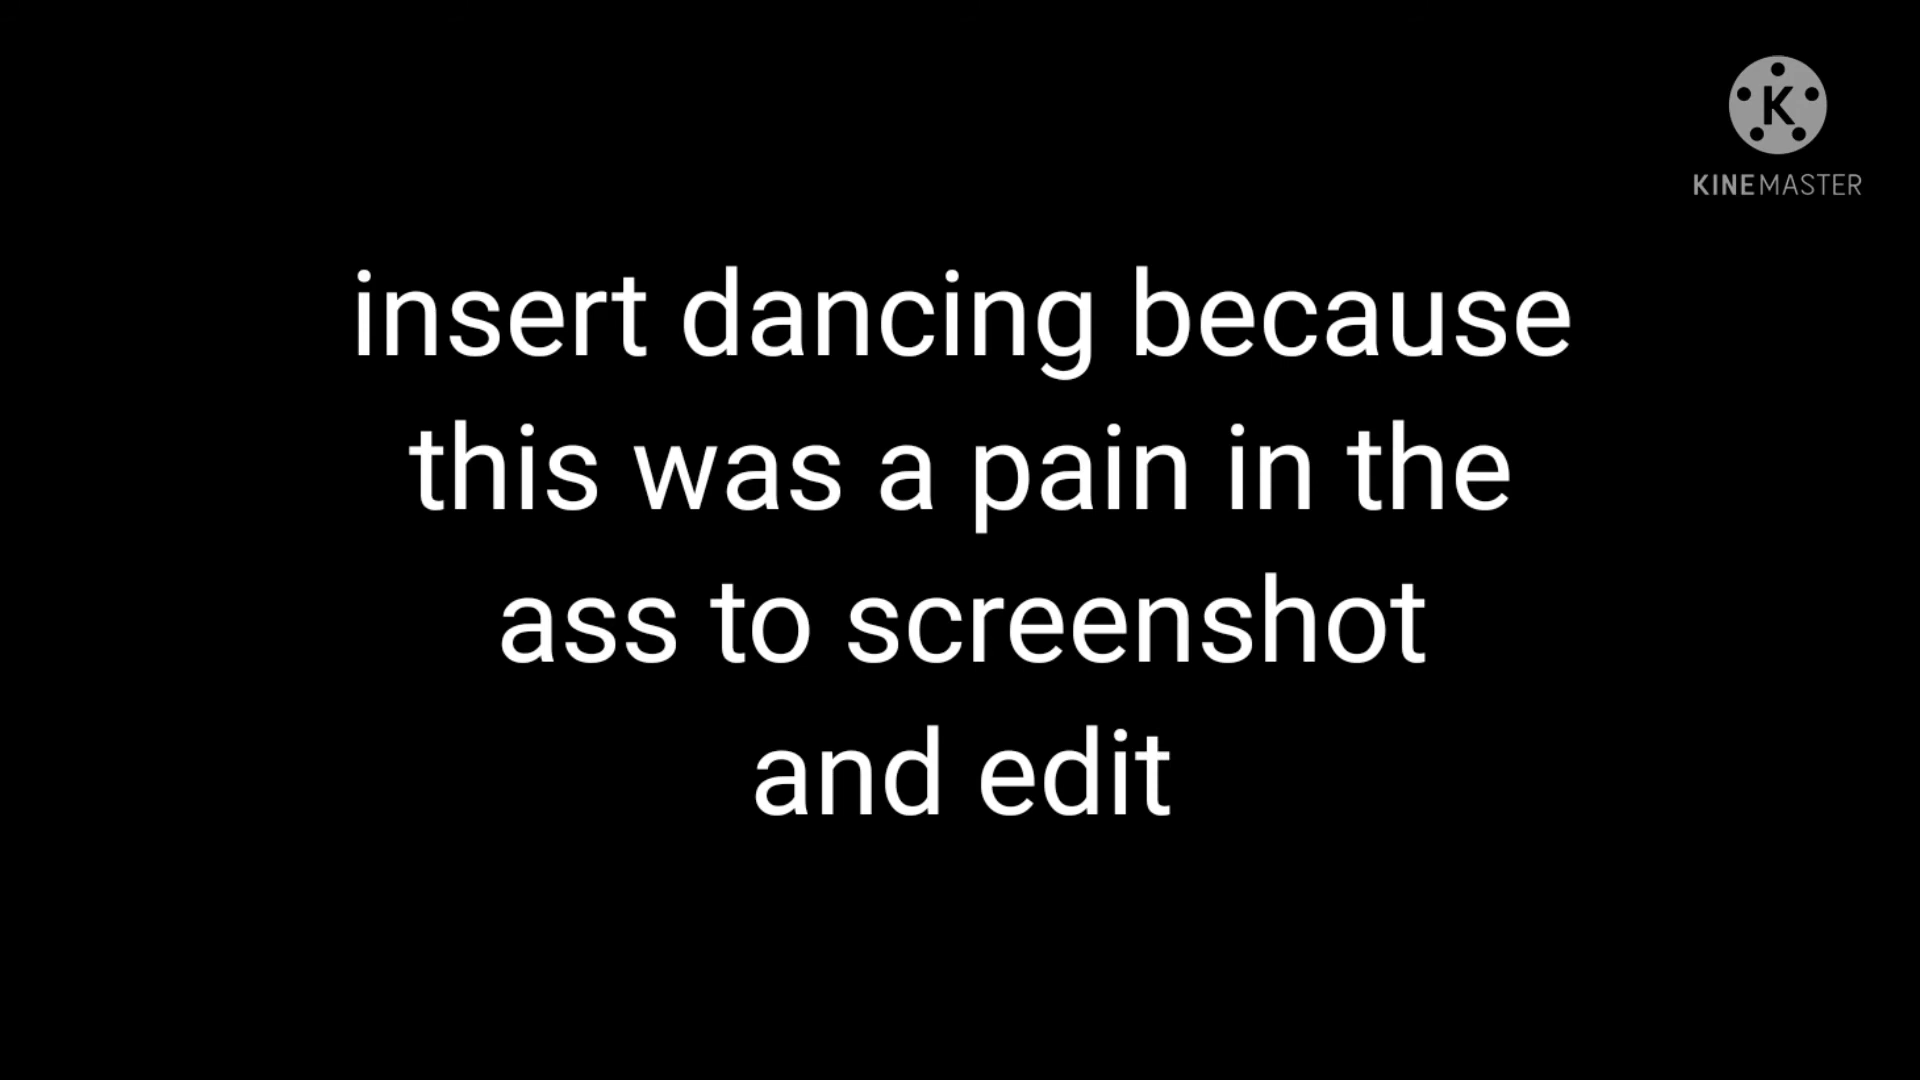 K
KINEMASTER
insert dancing because
this was a pain in the
ass to screenshot
and edit